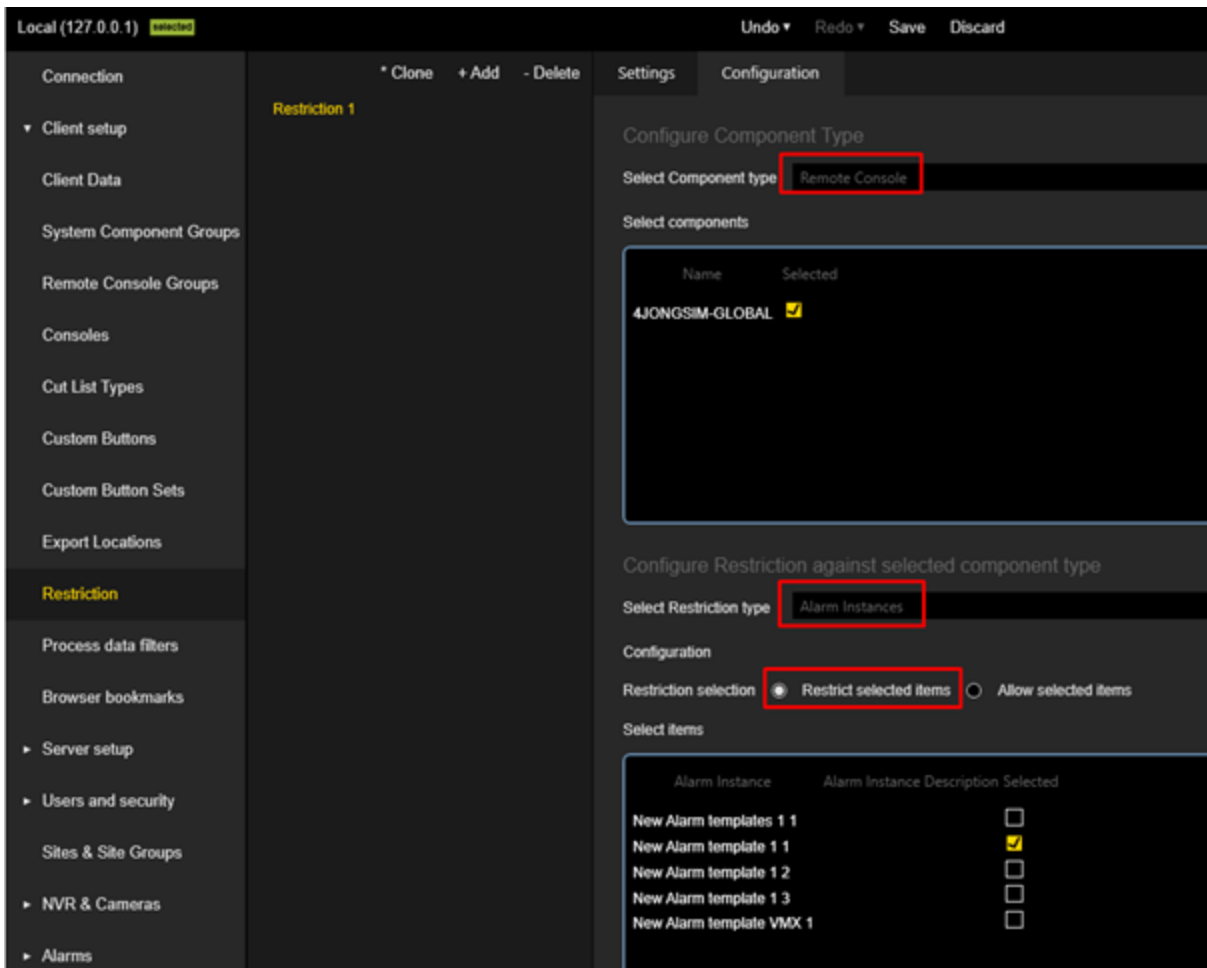 Local (127.0.0.1) selected
Undo ▾ Redo ▾ Save Discard
Connection
▾ Client setup
Client Data
System Component Groups
Remote Console Groups
Consoles
Cut List Types
Custom Buttons
Custom Button Sets
Export Locations
Restriction
Process data filters
Browser bookmarks
▸ Server setup
▸ Users and security
Sites & Site Groups
▸ NVR & Cameras
▸ Alarms
* Clone + Add - Delete
Restriction 1
Settings Configuration
Configure Component Type
Select Component type Remote Console
Select components
Name Selected
4JONGSIM-GLOBAL
Configure Restriction against selected component type
Select Restriction type Alarm Instances
Configuration
Restriction selection Restrict selected items Allow selected items
Select items
Alarm Instance Alarm Instance Description Selected
New Alarm templates 1 1
New Alarm template 1 1
New Alarm template 1 2
New Alarm template 1 3
New Alarm template VMX 1